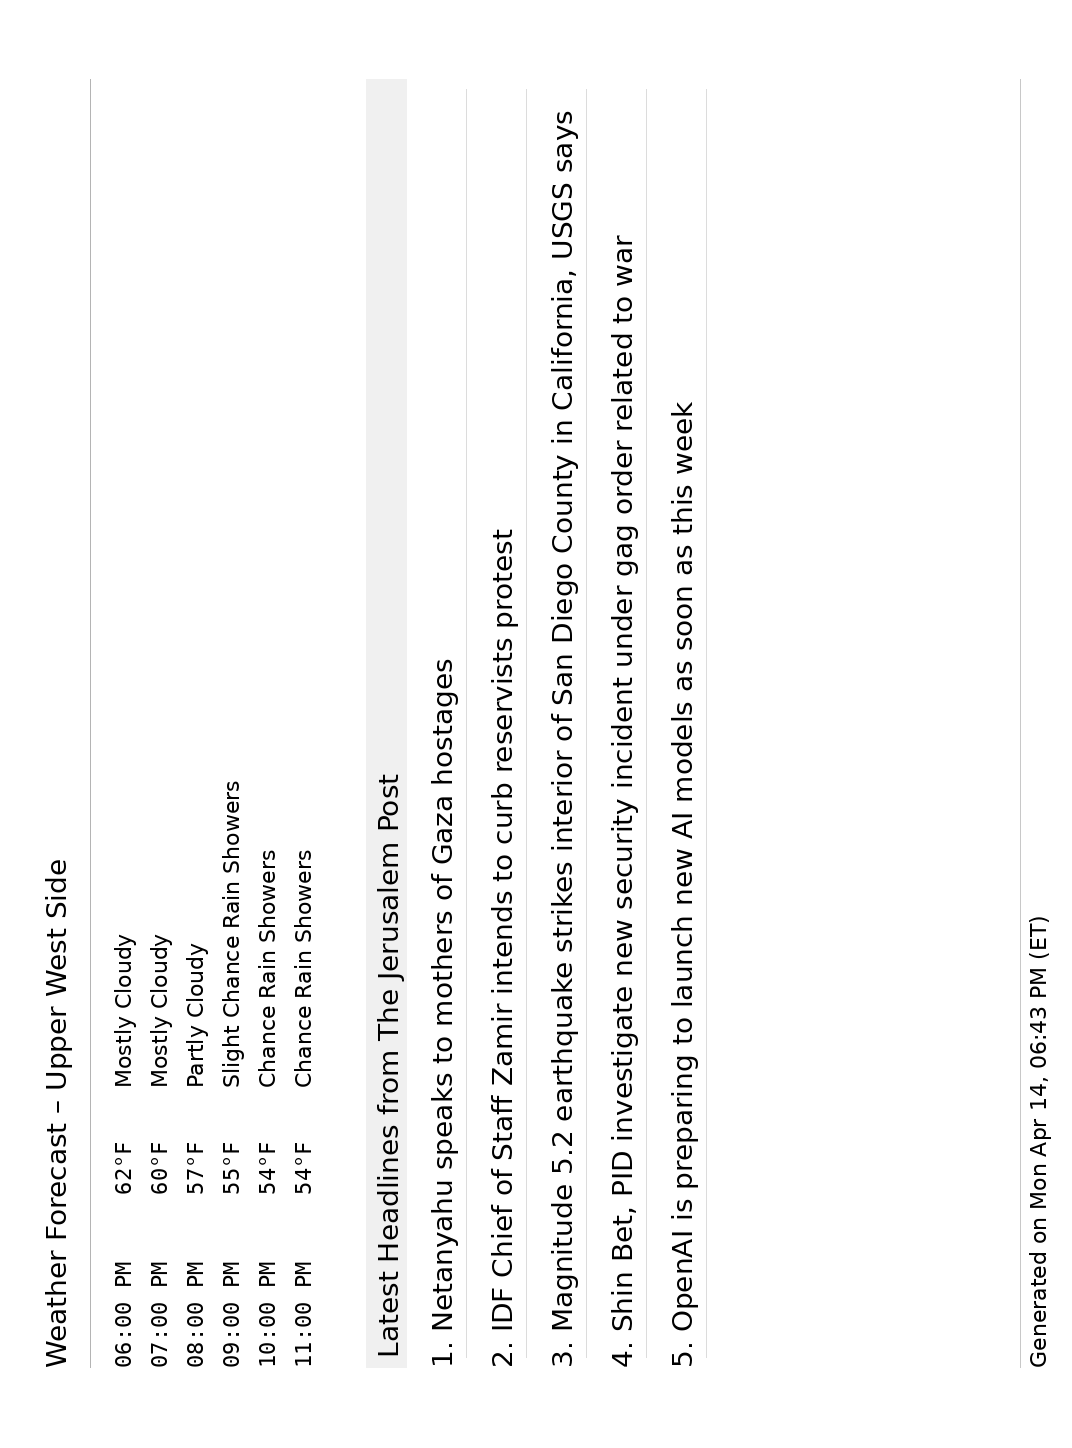 Weather Forecast – Upper West Side
06:00 PM 62°F Mostly Cloudy
07:00 PM 60°F Mostly Cloudy
08:00 PM 57°F Partly Cloudy
09:00 PM 55°F Slight Chance Rain Showers
10:00 PM 54°F Chance Rain Showers
11:00 PM 54°F Chance Rain Showers
Latest Headlines from The Jerusalem Post
1. Netanyahu speaks to mothers of Gaza hostages
2. IDF Chief of Staff Zamir intends to curb reservists protest
3. Magnitude 5.2 earthquake strikes interior of San Diego County in California, USGS says
4. Shin Bet, PID investigate new security incident under gag order related to war
5. OpenAI is preparing to launch new AI models as soon as this week
Generated on Mon Apr 14, 06:43 PM (ET)